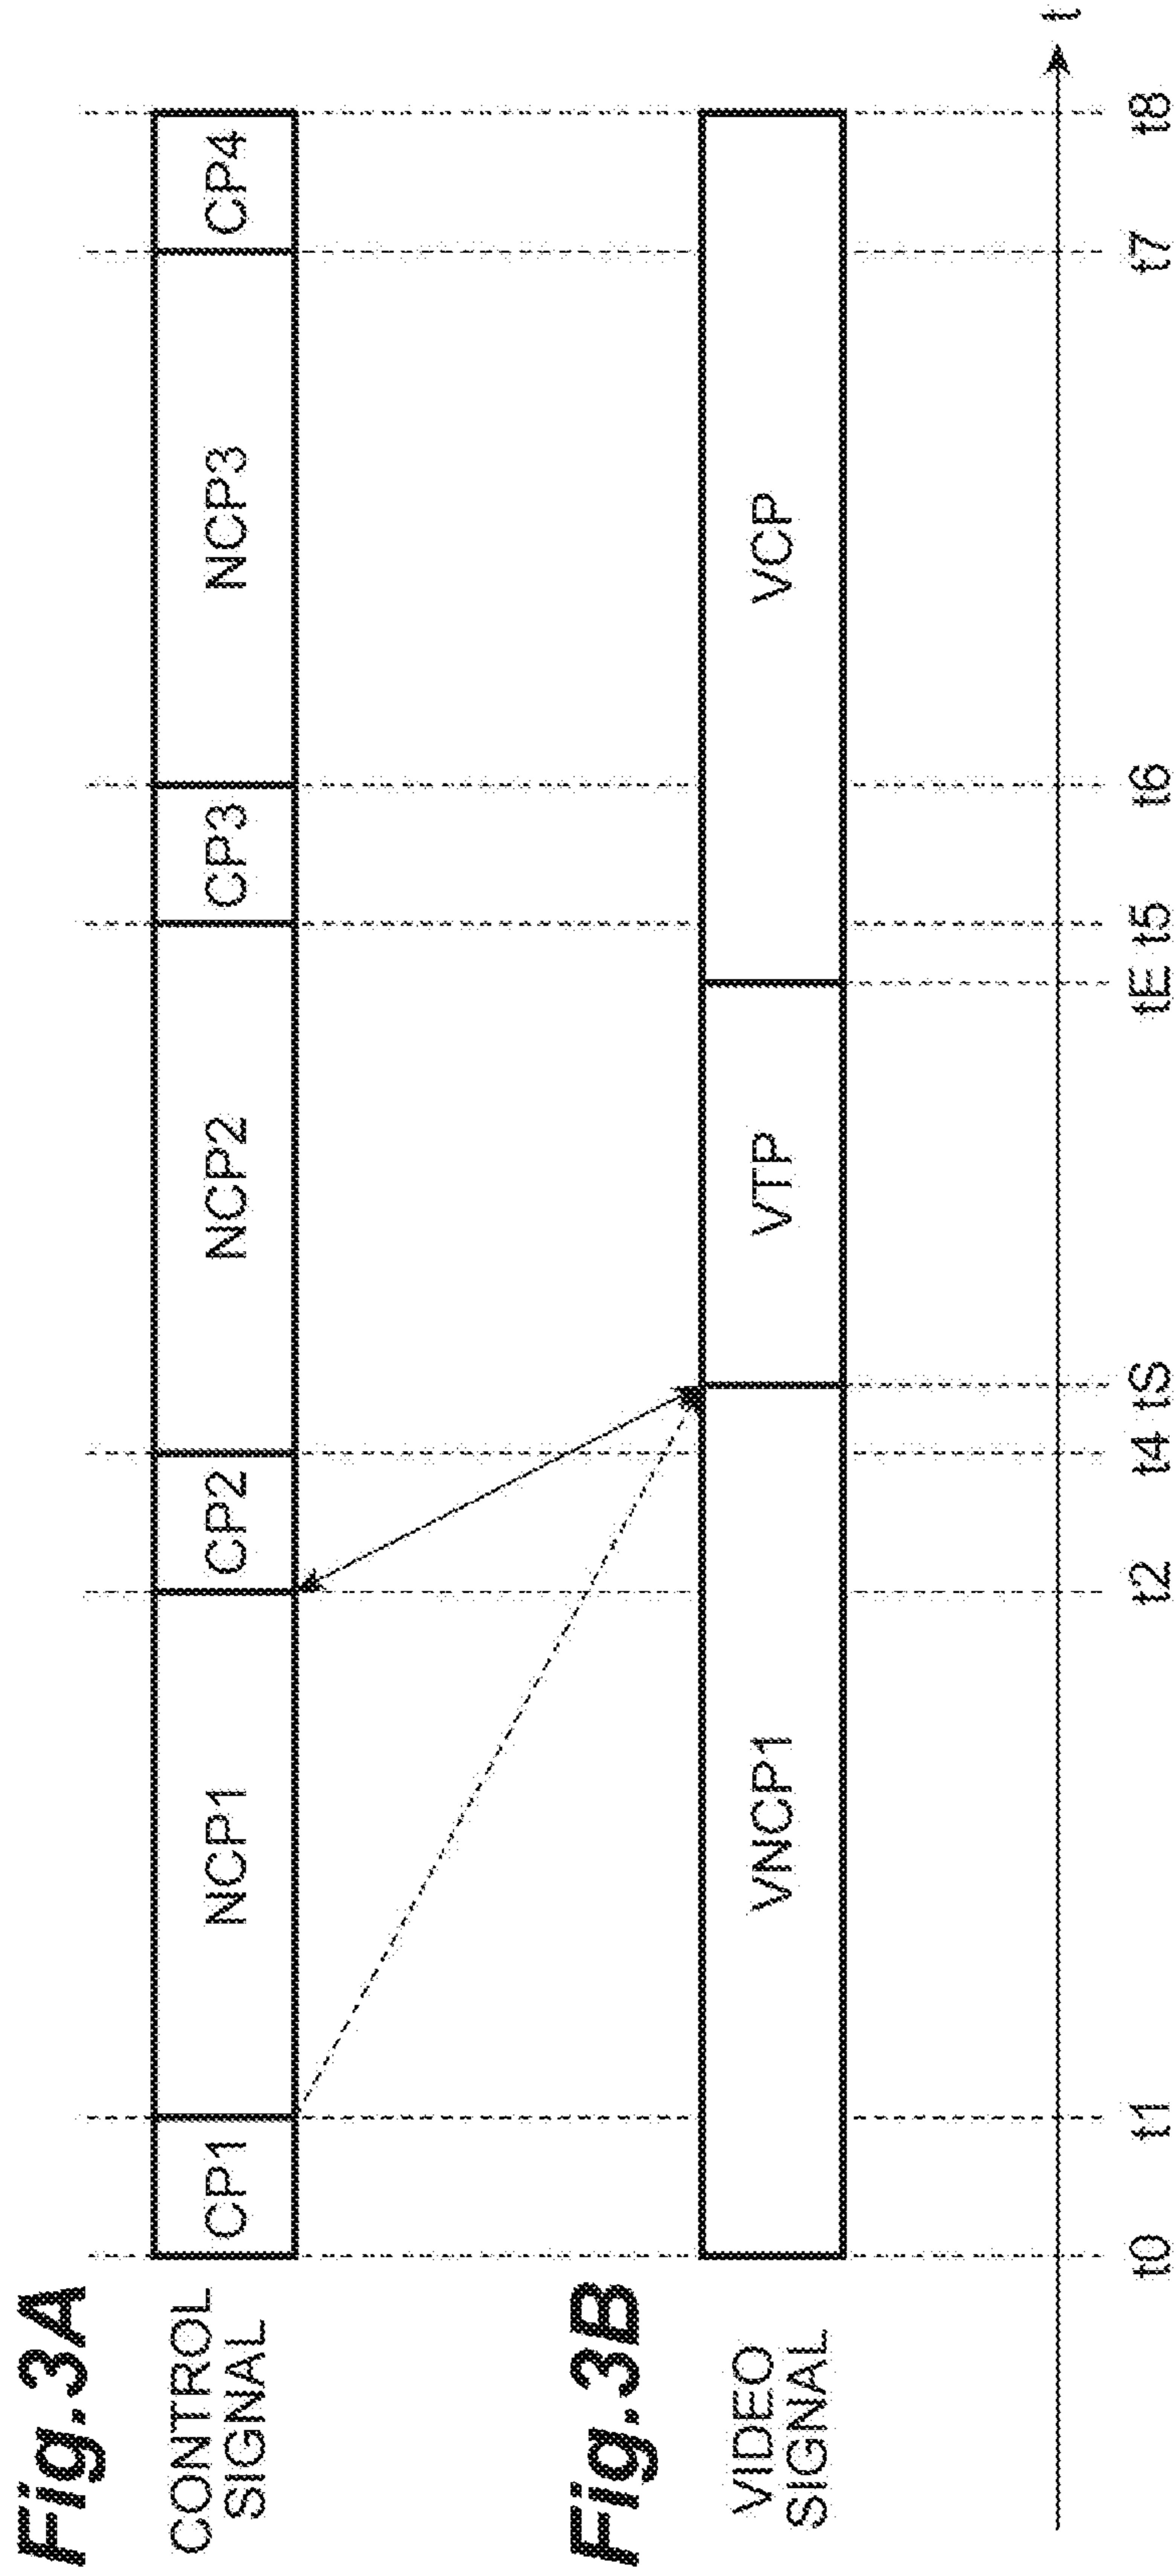 Fig.3A
CONTROL
SIGNAL
CP1
NCP1
CP2
NCP2
CP3
NCP3
CP4
Fig.3B
VIDEO
SIGNAL
VNCP1
VTP
VCP
t0
t1
t2
t4
tS
tE
t5
t6
t7
t8
t